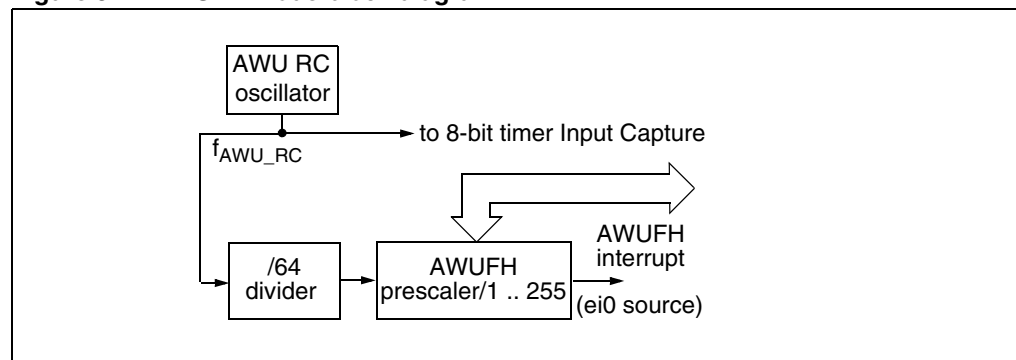 AWU RC
oscillator
to 8-bit timer Input Capture
fAWU_RC
AWUFH
interrupt
/64
divider
AWUFH
prescaler/1 .. 255
(ei0 source)